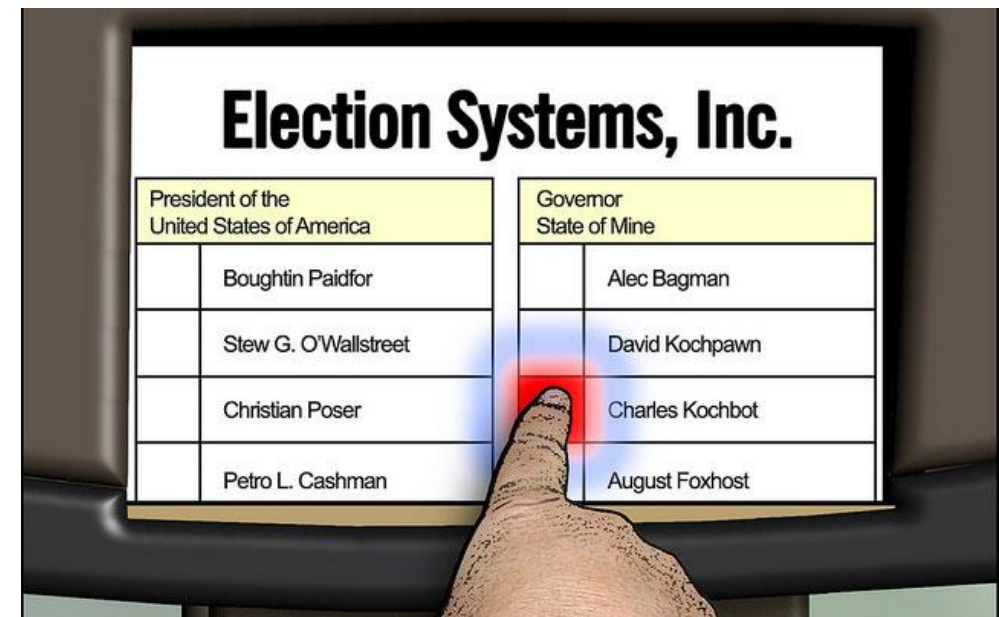 Election Systems, Inc.
President of the
United States of America
Boughtin Paidfor
Stew G. O'Wallstreet
Christian Poser
Petro L. Cashman
Governor
State of Mine
Alec Bagman
David Kochpawn
Charles Kochbot
August Foxhost